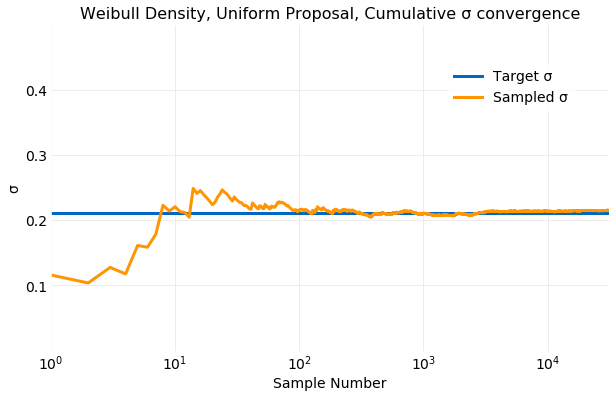 Weibull Density, Uniform Proposal, Cumulative σ convergence
Target σ
Sampled σ
σ
0.4
0.3
0.2
0.1
10⁰
10¹
10²
10³
10⁴
Sample Number